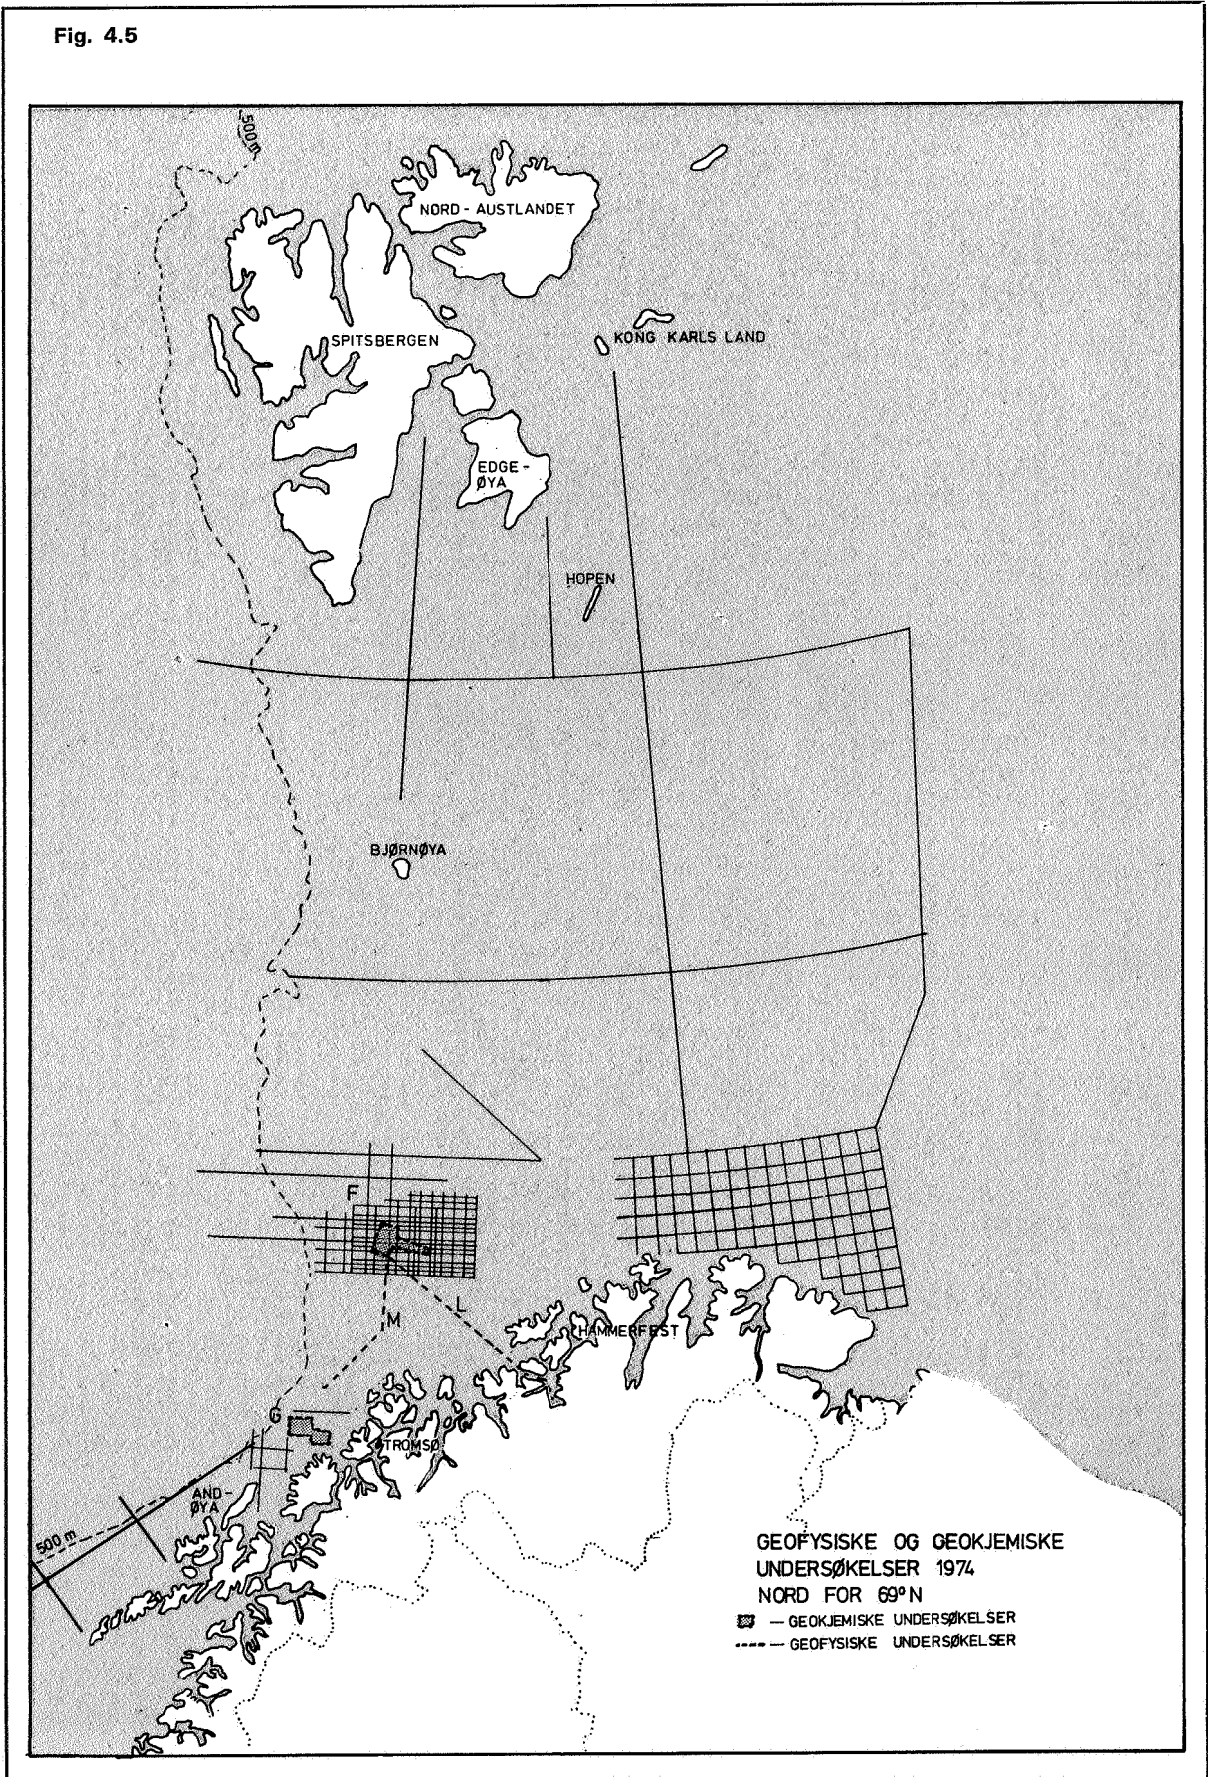 Fig. 4.5
500 m
NORD - AUSTLANDET
SPITSBERGEN
KONG KARLS LAND
EDGE -
ØYA
HOPEN
BJØRNØYA
F
L
M
HAMMERFEST
G
TROMSØ
AND -
ØYA
500 m
GEOFYSISKE OG GEOKJEMISKE
UNDERSØKELSER 1974
NORD FOR 69° N
— GEOKJEMISKE UNDERSØKELSER
— GEOFYSISKE UNDERSØKELSER